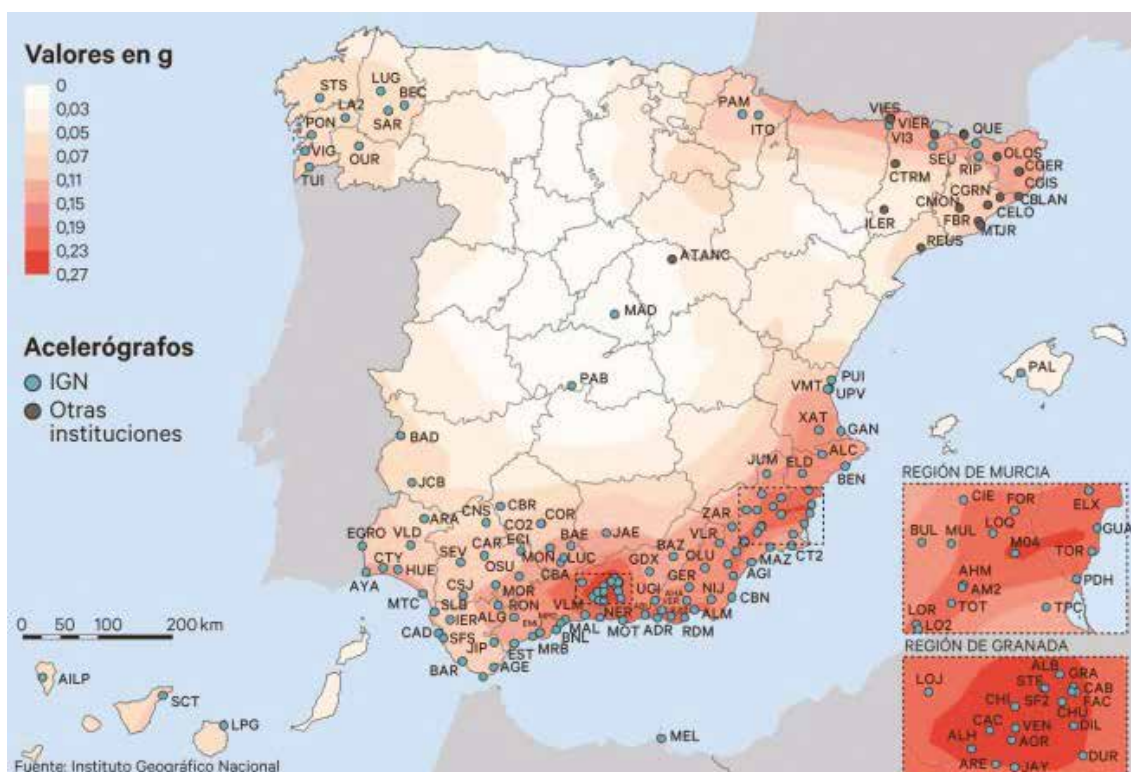 Valores en g
0
0,03
0,05
0,07
0,11
0,15
0,19
0,23
0,27
Acelerógrafos
IGN
Otras
instituciones
STS
LUG
BEC
LA2
SAR
PON
VIG
OUR
TUI
PAM
ITO
VIES
VIER
VI3
QUE
SEU
RIP
OLOS
CGER
CGIS
CTRM
CGRN
CBLAN
CMON
CELO
FBR
MTJR
ILER
REUS
ATANC
MAD
PAB
PAL
PUI
VMT
UPV
XAT
GAN
ALC
BEN
JUM
ELD
ZAR
BAD
JCB
CBR
CNS
ARA
CO2
COR
JAE
EGRO
VLD
ECI
BAE
VLR
CTY
SEV
CAR
MON
LUC
BAZ
OLU
MAZ
CT2
AYA
HUE
OSU
CBA
GDX
GER
AGI
CSJ
MOR
UGI
NIJ
CBN
MTC
SLB
RON
VLM
NER
ALM
IER
ALG
MAL
MOT
ADR
RDM
CAD
SFS
BNL
JIP
EST
MRB
BAR
AGE
MEL
REGIÓN DE MURCIA
CIE
FOR
ELX
LOQ
GUA
BUL
MUL
M04
TOR
AHM
PDH
AM2
LOR
TOT
TPC
LO2
REGIÓN DE GRANADA
ALB
GRA
LOJ
STF
CAB
CHI
SF2
FAC
CHU
CAC
VEN
DIL
ALH
AGR
ARE
JAY
DUR
0 50 100 200 km
AILP
SCT
LPG
Fuente: Instituto Geográfico Nacional